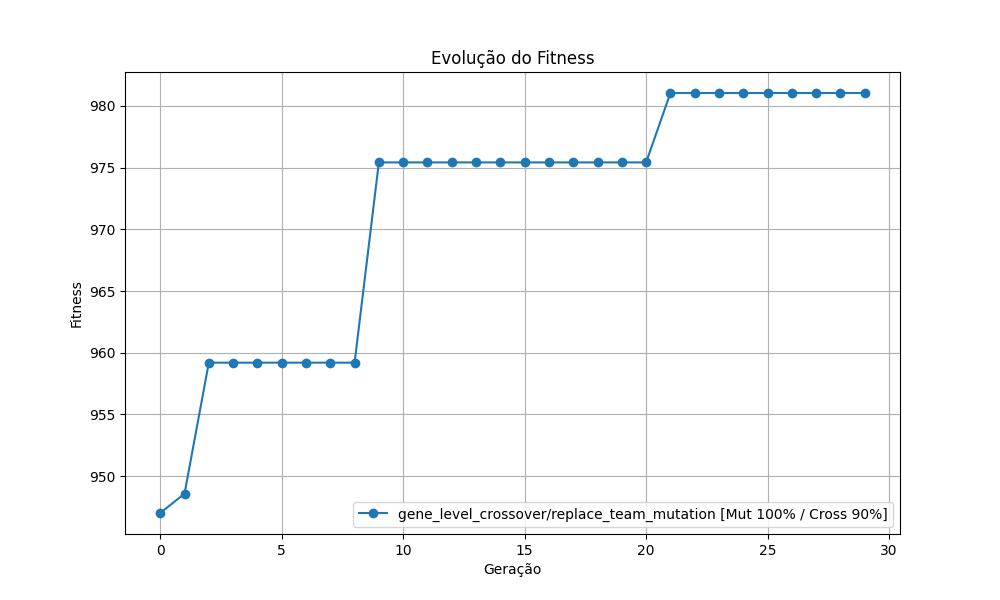 Evolução do Fitness
Fitness
980
975
970
965
960
955
950
gene_level_crossover/replace_team_mutation [Mut 100% / Cross 90%]
0 5 10 15 20 25 30
Geração